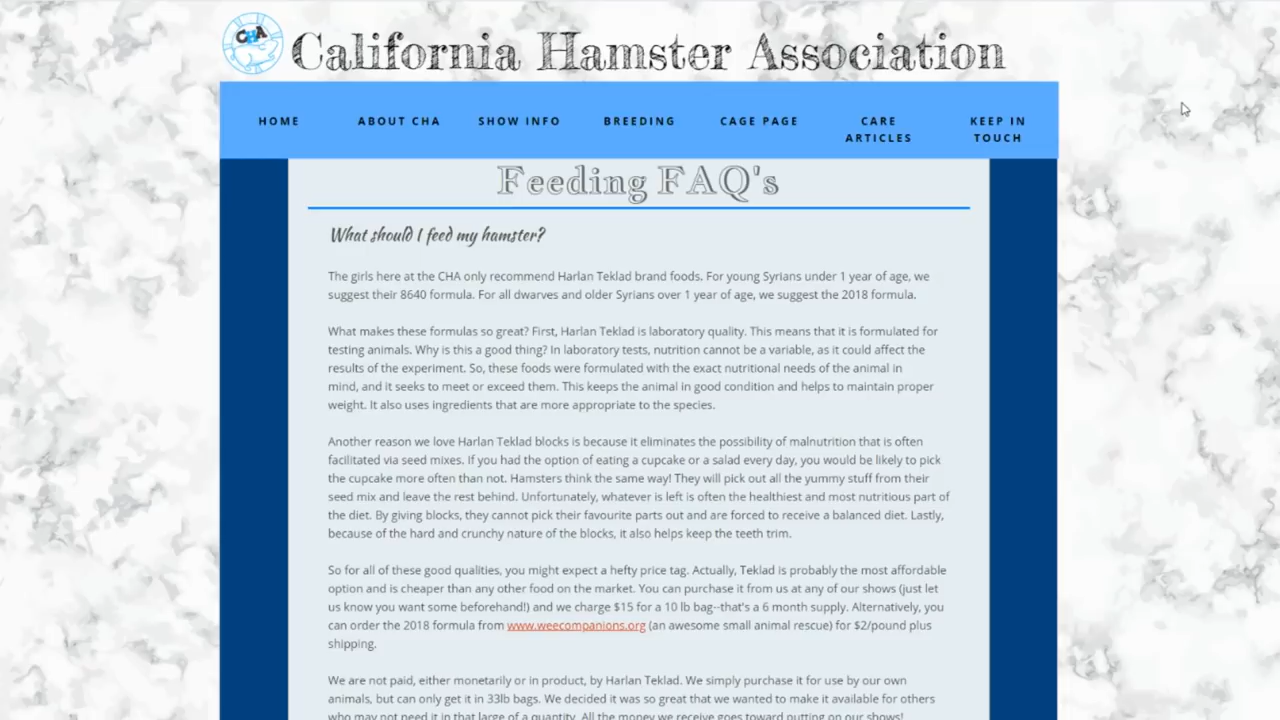 CHA
California Hamster Association
HOME ABOUT CHA SHOW INFO BREEDING CAGE PAGE CARE ARTICLES KEEP IN TOUCH
Feeding FAQ's
What should I feed my hamster?
The girls here at the CHA only recommend Harlan Teklad brand foods. For young Syrians under 1 year of age, we
suggest their 8640 formula. For all dwarves and older Syrians over 1 year of age, we suggest the 2018 formula.
What makes these formulas so great? First, Harlan Teklad is laboratory quality. This means that it is formulated for
testing animals. Why is this a good thing? In laboratory tests, nutrition cannot be a variable, as it could affect the
results of the experiment. So, these foods were formulated with the exact nutritional needs of the animal in
mind, and it seeks to meet or exceed them. This keeps the animal in good condition and helps to maintain proper
weight. It also uses ingredients that are more appropriate to the species.
Another reason we love Harlan Teklad blocks is because it eliminates the possibility of malnutrition that is often
facilitated via seed mixes. If you had the option of eating a cupcake or a salad every day, you would be likely to pick
the cupcake more often than not. Hamsters think the same way! They will pick out all the yummy stuff from their
seed mix and leave the rest behind. Unfortunately, whatever is left is often the healthiest and most nutritious part of
the diet. By giving blocks, they cannot pick their favourite parts out and are forced to receive a balanced diet. Lastly,
because of the hard and crunchy nature of the blocks, it also helps keep the teeth trim.
So for all of these good qualities, you might expect a hefty price tag. Actually, Teklad is probably the most affordable
option and is cheaper than any other food on the market. You can purchase it from us at any of our shows (just let
us know you want some beforehand!) and we charge $15 for a 10 lb bag--that's a 6 month supply. Alternatively, you
can order the 2018 formula from www.weecompanions.org (an awesome small animal rescue) for $2/pound plus
shipping.
We are not paid, either monetarily or in product, by Harlan Teklad. We simply purchase it for use by our own
animals, but can only get it in 33lb bags. We decided it was so great that we wanted to make it available for others
who may not need it in that large of a quantity. All the money we receive goes toward putting on our shows!